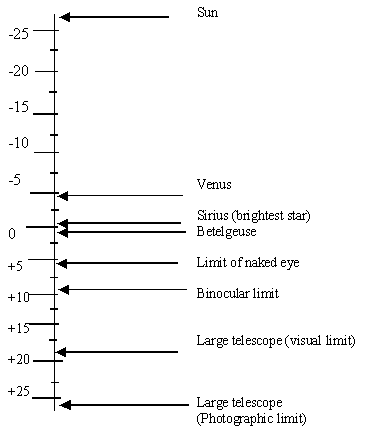 Sun
-25
-20
-15
-10
-5
Venus
Sirius (brightest star)
0
Betelgeuse
+5
Limit of naked eye
+10
Binocular limit
+15
Large telescope (visual limit)
+20
+25
Large telescope
(Photographic limit)